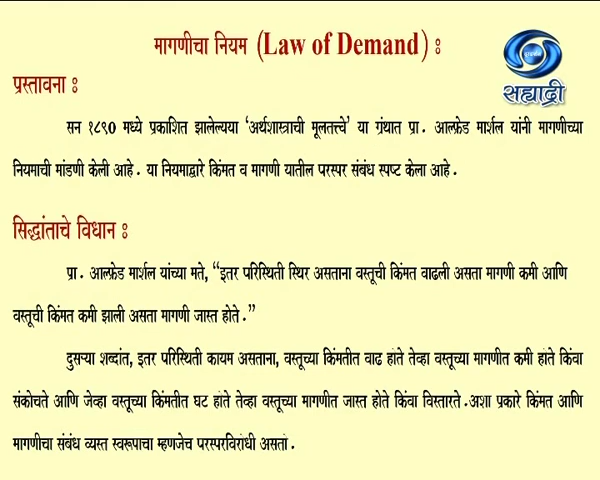 मागणीचा नियम (Law of Demand) :
सह्याद्री
प्रस्तावना :
सन १८९० मध्ये प्रकाशित झालेल्यया ‘अर्थशास्त्राची मूलतत्त्वे’ या ग्रंथात प्रा. आल्फ्रेड मार्शल यांनी मागणीच्या
नियमाची मांडणी केली आहे. या नियमाद्वारे किंमत व मागणी यातील परस्पर संबंध स्पष्ट केला आहे.
सिद्धांताचे विधान :
प्रा. आल्फ्रेड मार्शल यांच्या मते, “इतर परिस्थिती स्थिर असताना वस्तूची किंमत वाढली असता मागणी कमी आणि
वस्तूची किंमत कमी झाली असता मागणी जास्त होते.”
दुसऱ्या शब्दांत, इतर परिस्थिती कायम असताना, वस्तूच्या किंमतीत वाढ होते तेव्हा वस्तूच्या मागणीत कमी होते किंवा
संकोचते आणि जेव्हा वस्तूच्या किंमतीत घट होते तेव्हा वस्तूच्या मागणीत जास्त होते किंवा विस्तारते.अशा प्रकारे किंमत आणि
मागणीचा संबंध व्यस्त स्वरूपाचा म्हणजेच परस्परविरोधी असतो.